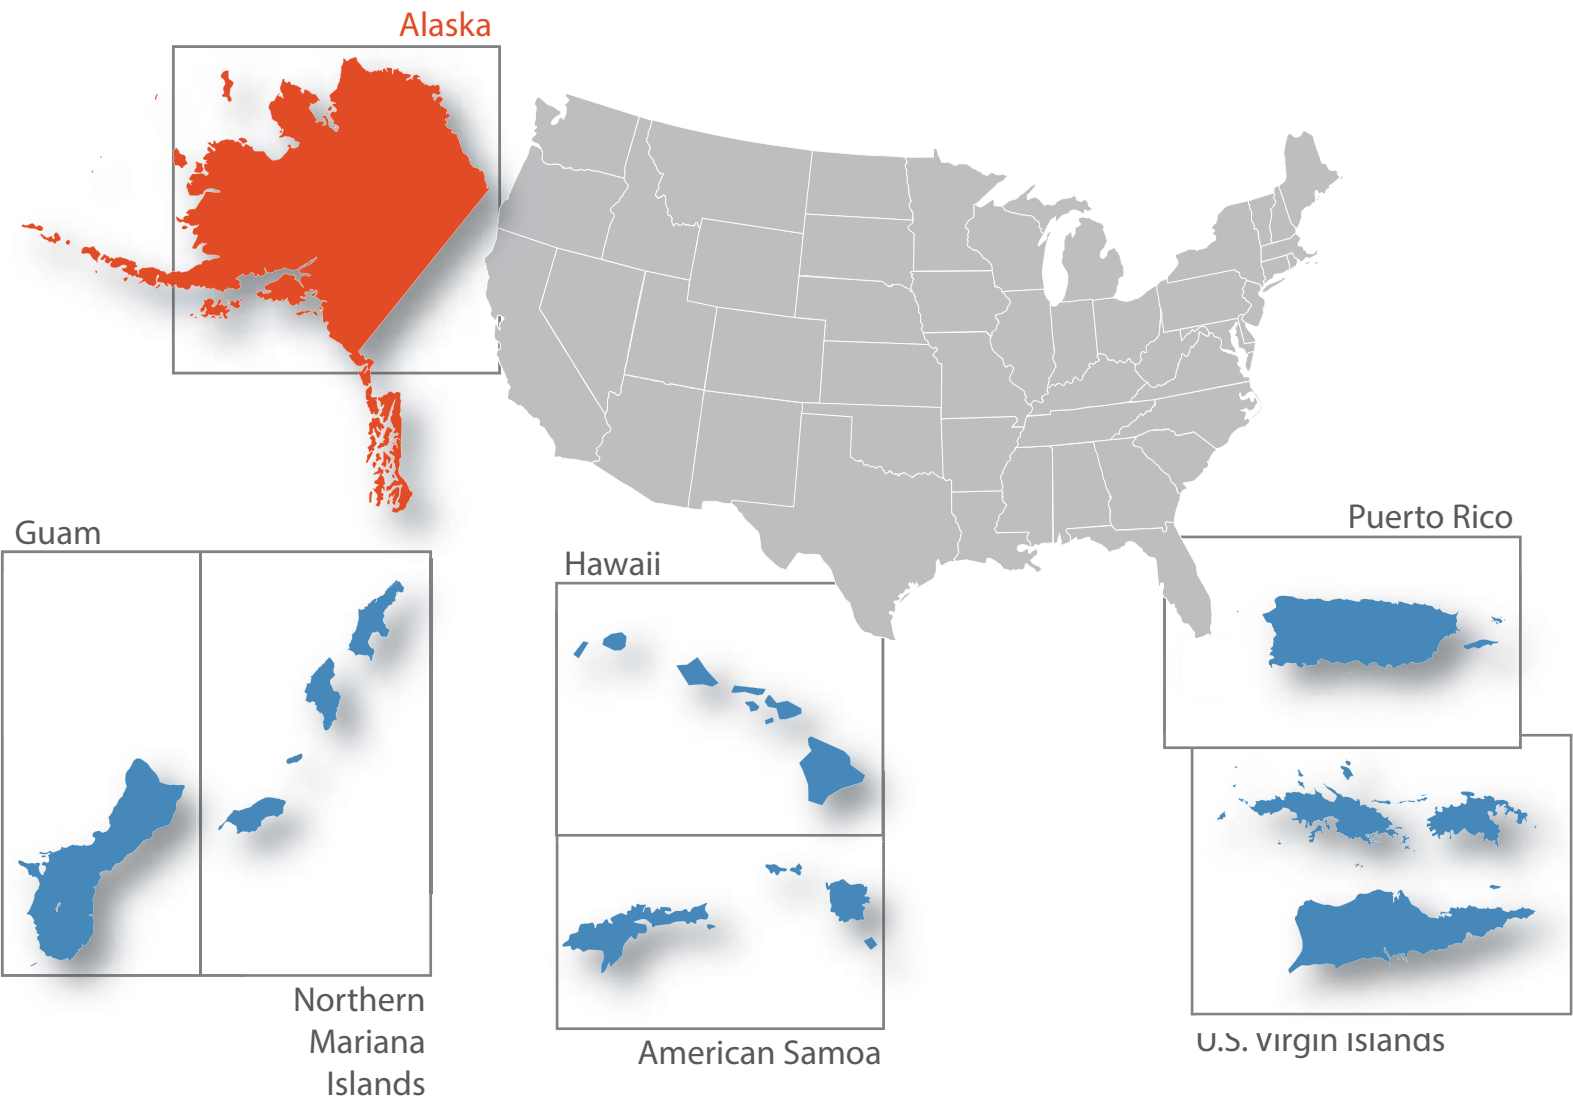 Alaska
Guam
Puerto Rico
Hawaii
Northern
Mariana
Islands
American Samoa
U.S. Virgin Islands